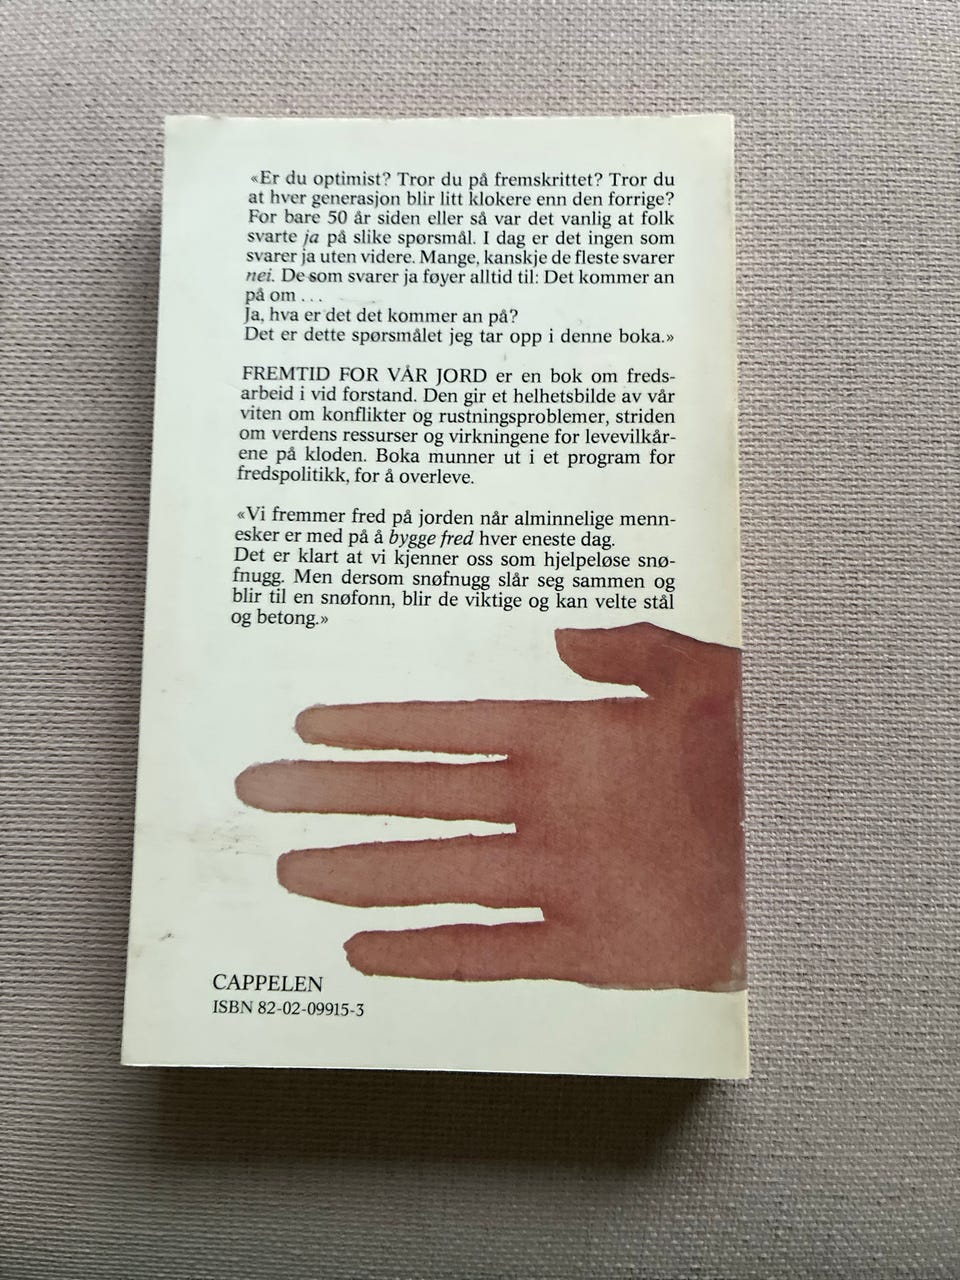 «Er du optimist? Tror du på fremskrittet? Tror du
at hver generasjon blir litt klokere enn den forrige?
For bare 50 år siden eller så var det vanlig at folk
svarte ja på slike spørsmål. I dag er det ingen som
svarer ja uten videre. Mange, kanskje de fleste svarer
nei. De som svarer ja føyer alltid til: Det kommer an
på om ...
Ja, hva er det det kommer an på?
Det er dette spørsmålet jeg tar opp i denne boka.»
FREMTID FOR VÅR JORD er en bok om freds-
arbeid i vid forstand. Den gir et helhetsbilde av vår
viten om konflikter og rustningsproblemer, striden
om verdens ressurser og virkningene for levevilkår-
ene på kloden. Boka munner ut i et program for
fredspolitikk, for å overleve.
«Vi fremmer fred på jorden når alminnelige menn-
esker er med på å bygge fred hver eneste dag.
Det er klart at vi kjenner oss som hjelpeløse snø-
fnugg. Men dersom snøfnugg slår seg sammen og
blir til en snøfonn, blir de viktige og kan velte stål
og betong.»
CAPPELEN
ISBN 82-02-09915-3